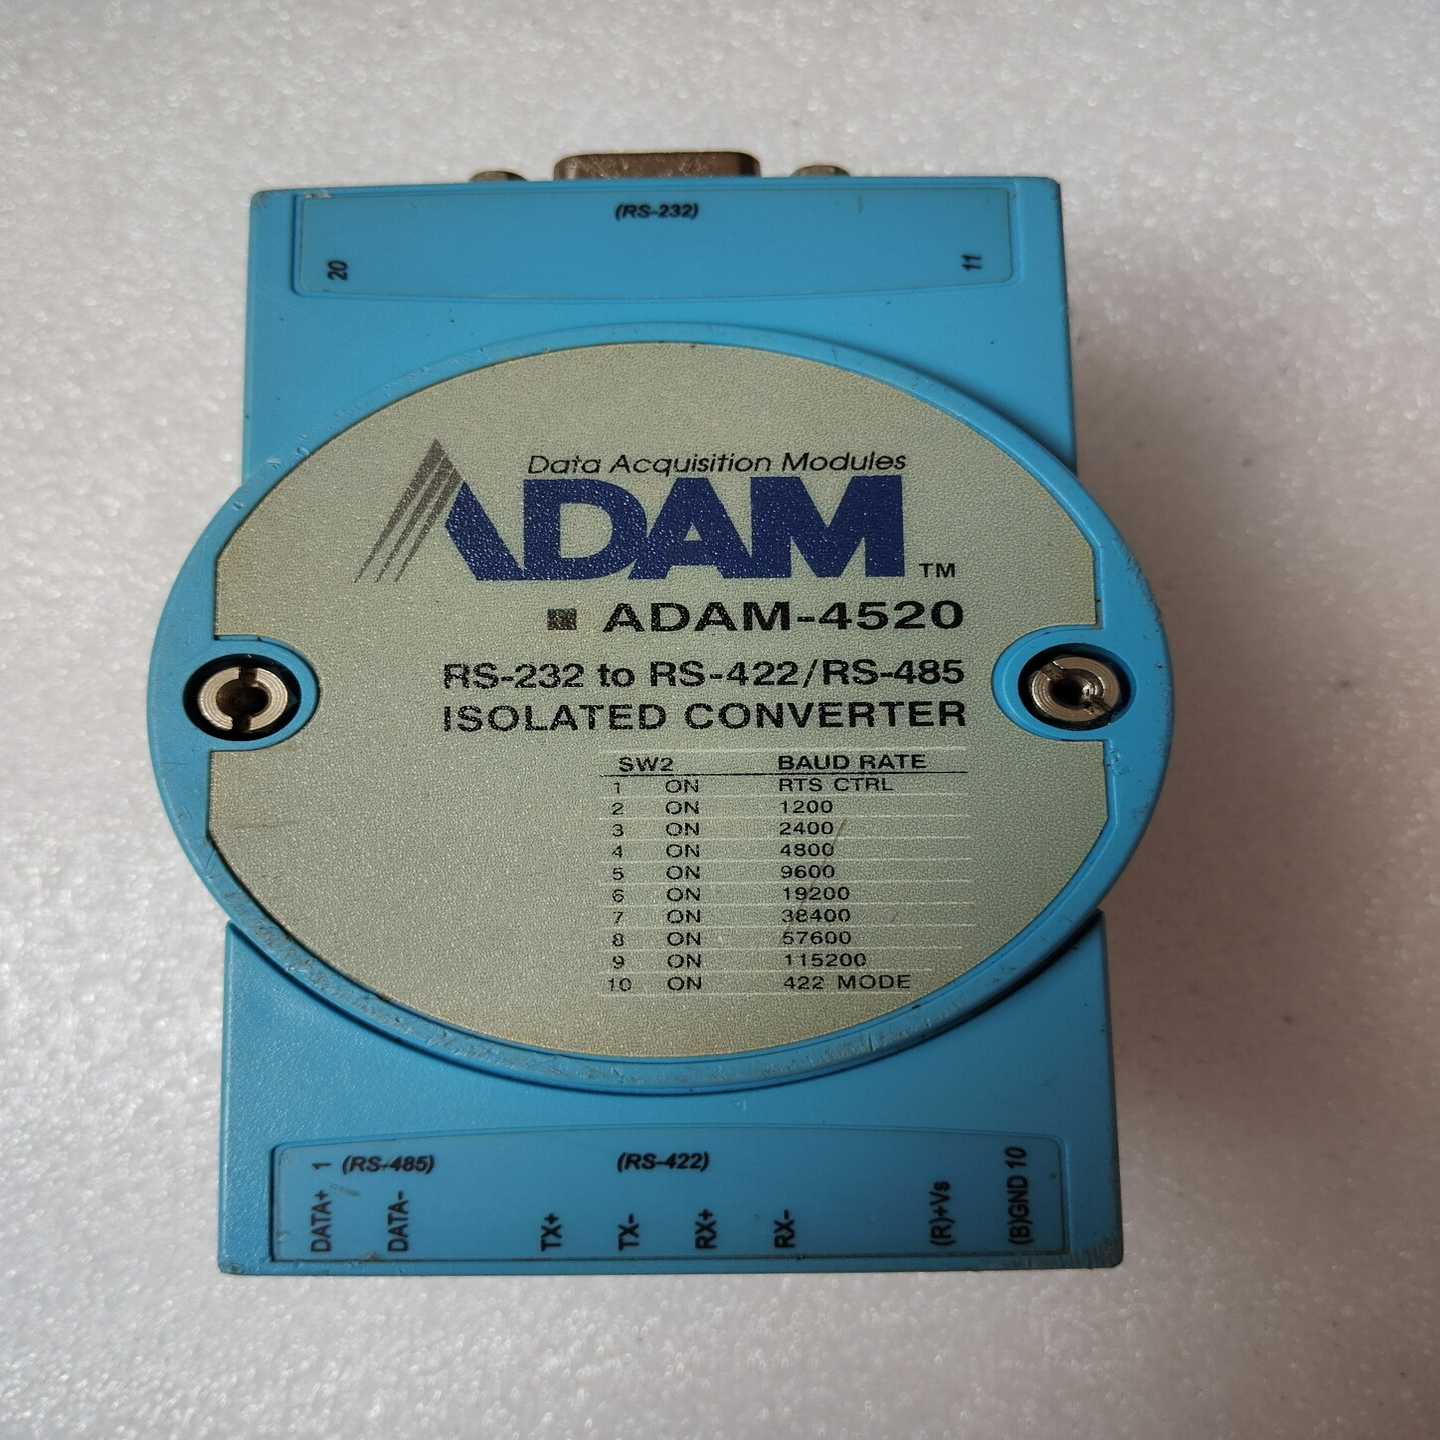 (RS-232)
20 11
Data Acquisition Modules
ADAM TM
ADAM-4520
RS-232 to RS-422/RS-485
ISOLATED CONVERTER
SW2 BAUD RATE
1 ON RTS CTRL
2 ON 1200
3 ON 2400
4 ON 4800
5 ON 9600
6 ON 19200
7 ON 38400
8 ON 57600
9 ON 115200
10 ON 422 MODE
1 (RS-485) (RS-422) 10
DATA+ DATA- TX+ TX- RX+ RX- (R)+Vs (B)GND